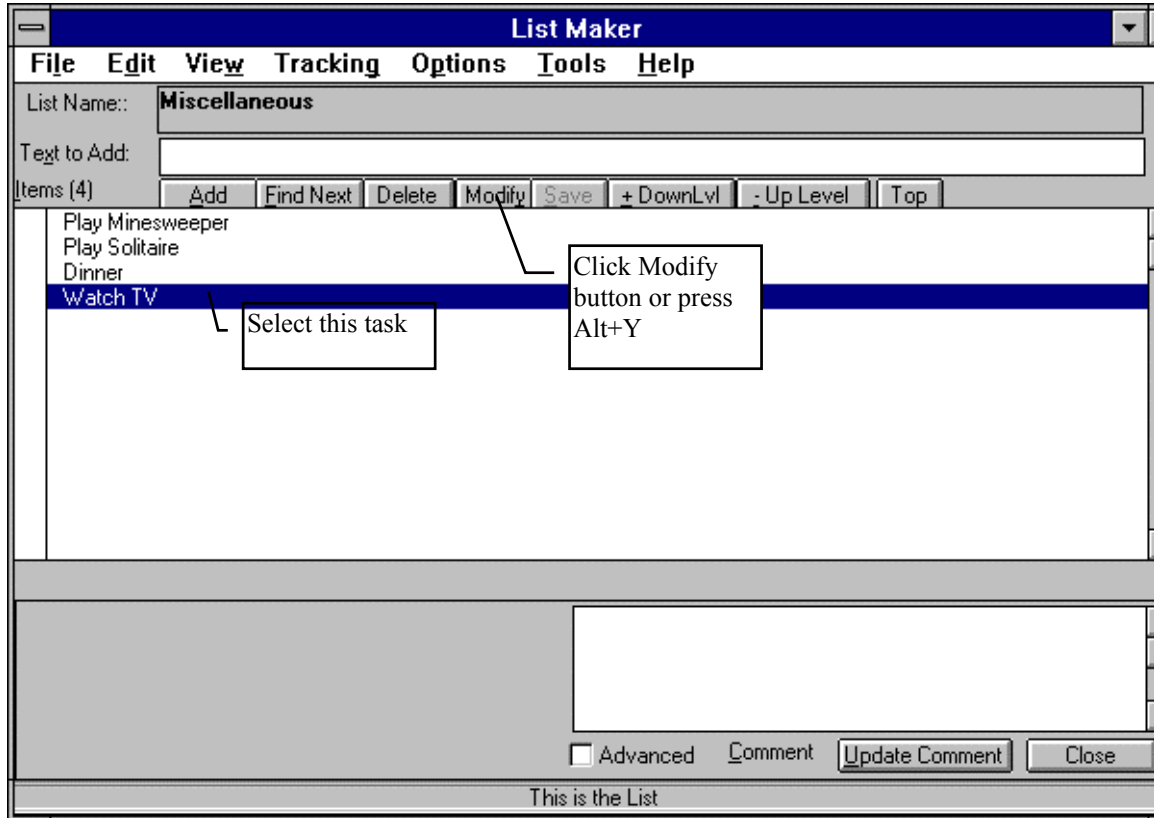 List Maker
File Edit View Tracking Options Tools Help
List Name:: Miscellaneous
Text to Add:
Items (4) Add Find Next Delete Modify Save + DownLvl - Up Level Top
Play Minesweeper
Play Solitaire
Dinner
Watch TV
Select this task
Click Modify
button or press
Alt+Y
Advanced Comment Update Comment Close
This is the List